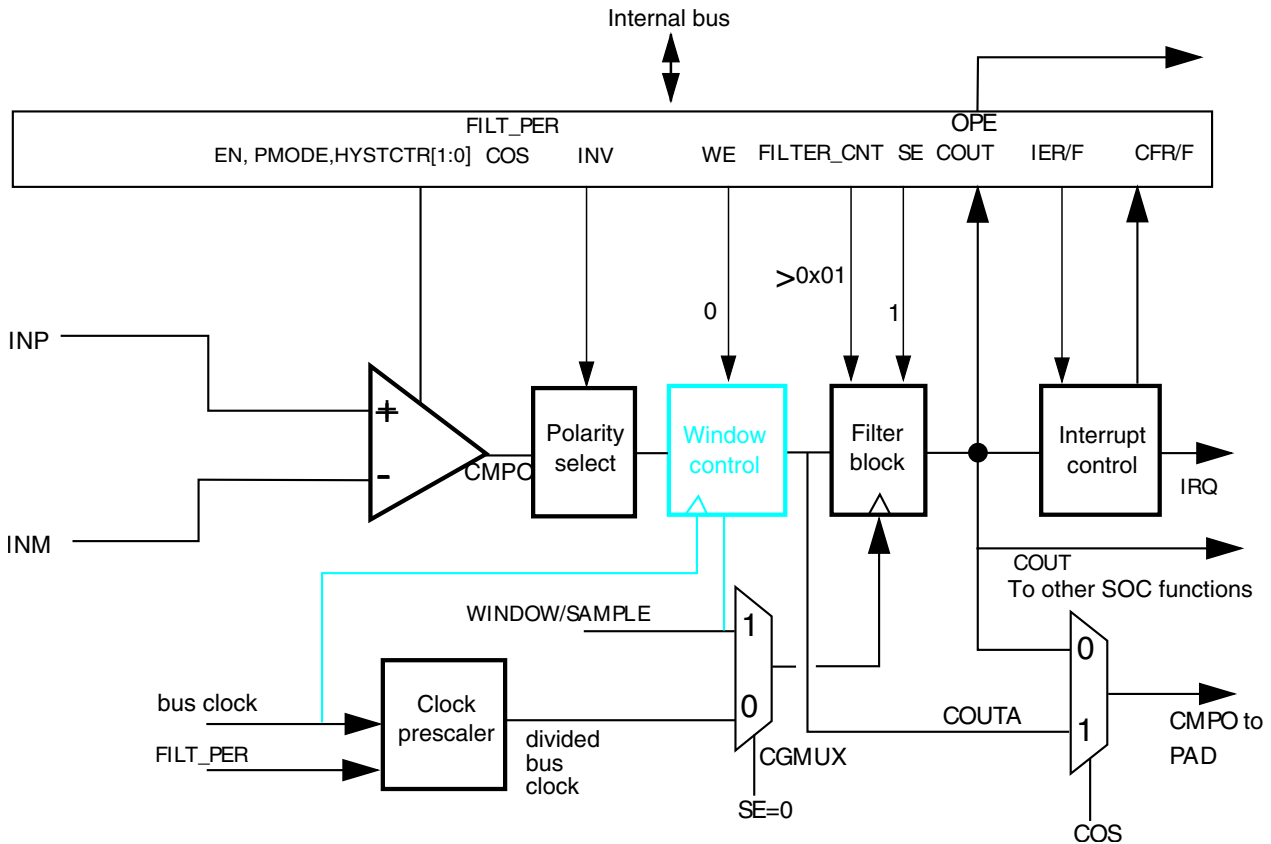 Internal bus
FILT_PER
OPE
EN, PMODE,HYSTCTR[1:0] COS INV WE FILTER_CNT SE COUT IER/F CFR/F
>0x01
0
1
INP
+
-
INM
CMPO
Polarity
select
Window
control
Filter
block
Interrupt
control
IRQ
COUT
To other SOC functions
WINDOW/SAMPLE
1
0
0
1
bus clock
FILT_PER
Clock
prescaler
divided
bus
clock
CGMUX
SE=0
COUTA
CMPO to
PAD
COS